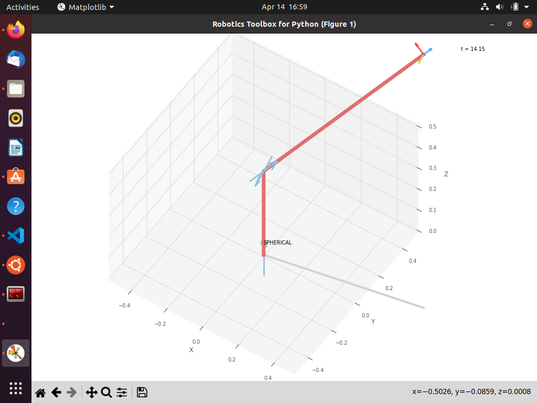 Activities
Matplotlib
Apr 14 16:59
Robotics Toolbox for Python (Figure 1)
t = 14.15
SPHERICAL
0.5
0.4
0.3
0.2
0.1
0.0
Z
−0.4
−0.2
0.0
0.2
0.4
X
−0.4
−0.2
0.0
0.2
0.4
Y
x=−0.5026, y=−0.0859, z=0.0008